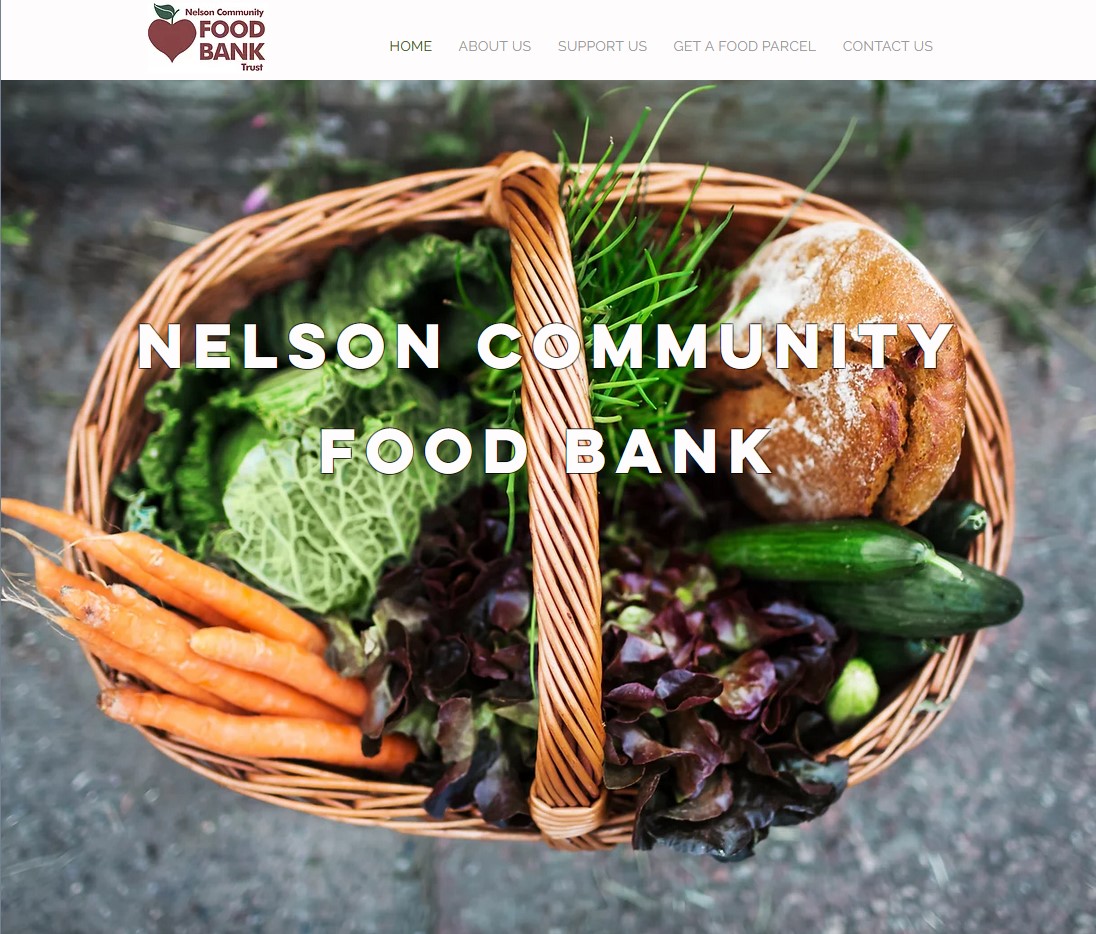 Nelson Community
FOOD
BANK
Trust
HOME ABOUT US SUPPORT US GET A FOOD PARCEL CONTACT US
NELSON COMMUNITY
FOOD BANK